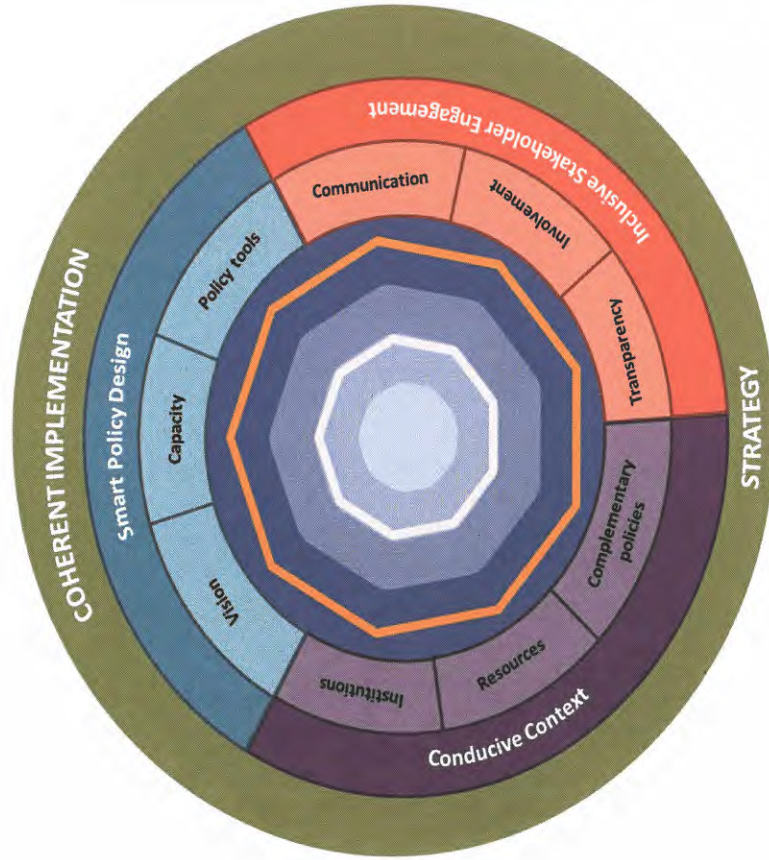 COHERENT IMPLEMENTATION
Smart Policy Design
Vision
Capacity
Policy tools
Inclusive Stakeholder Engagement
Communication
Involvement
Transparency
Conducive Context
Institutions
Resources
Complementary
policies
STRATEGY